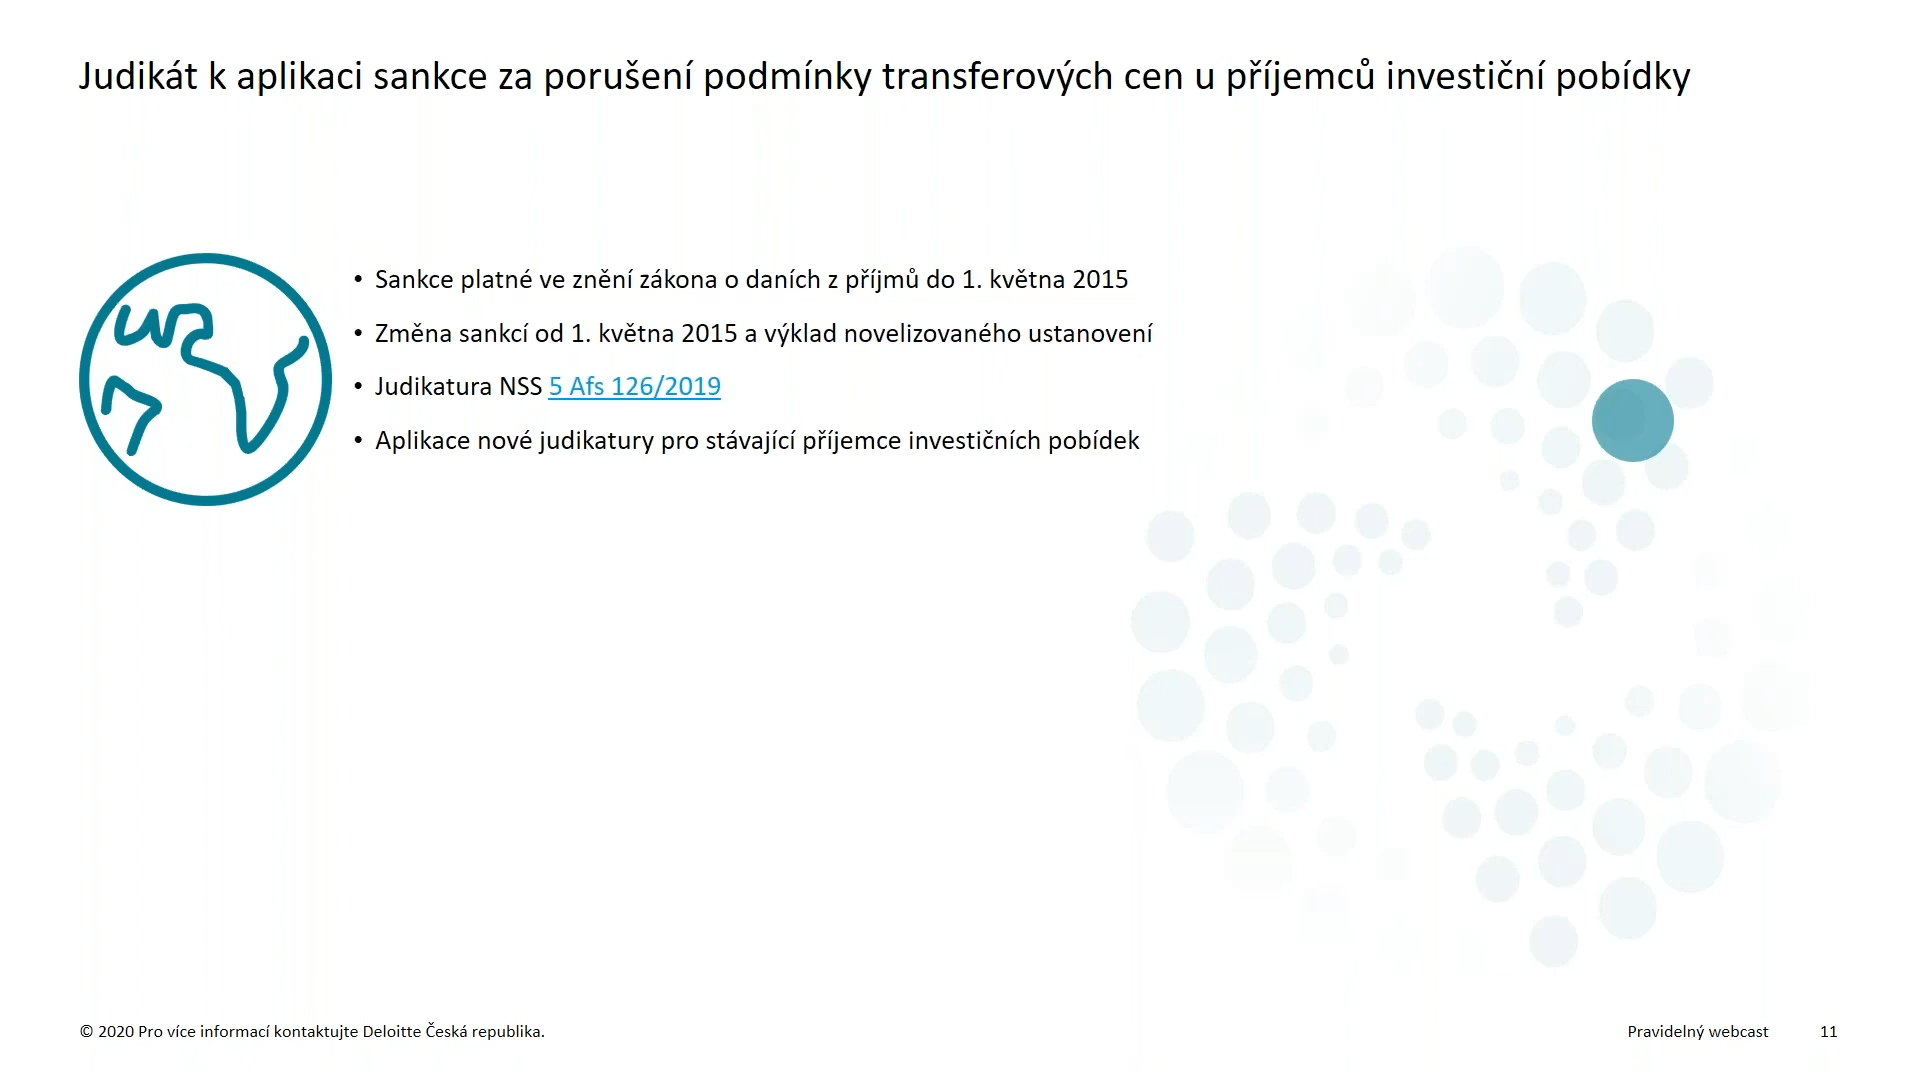 Judikát k aplikaci sankce za porušení podmínky transferových cen u příjemců investiční pobídky
• Sankce platné ve znění zákona o daních z příjmů do 1. května 2015
• Změna sankcí od 1. května 2015 a výklad novelizovaného ustanovení
• Judikatura NSS 5 Afs 126/2019
• Aplikace nové judikatury pro stávající příjemce investičních pobídek
© 2020 Pro více informací kontaktujte Deloitte Česká republika.
Pravidelný webcast 11